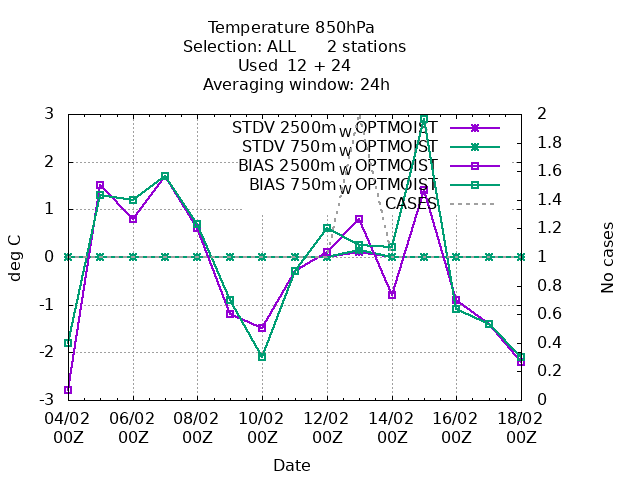 Temperature 850hPa
Selection: ALL 2 stations
Used 12 + 24
Averaging window: 24h
3 2
STDV 2500m W OPTMOIST
1.8
STDV 750m W OPTMOIST
2 BIAS 2500m W OPTMOIST 1.6
BIAS 750m W OPTMOIST
1.4
CASES
1
1.2
deg C 0 1 No cases
0.8
-1
0.6
-2 0.4
0.2
-3 0
04/02 06/02 08/02 10/02 12/02 14/02 16/02 18/02
00Z 00Z 00Z 00Z 00Z 00Z 00Z 00Z
Date